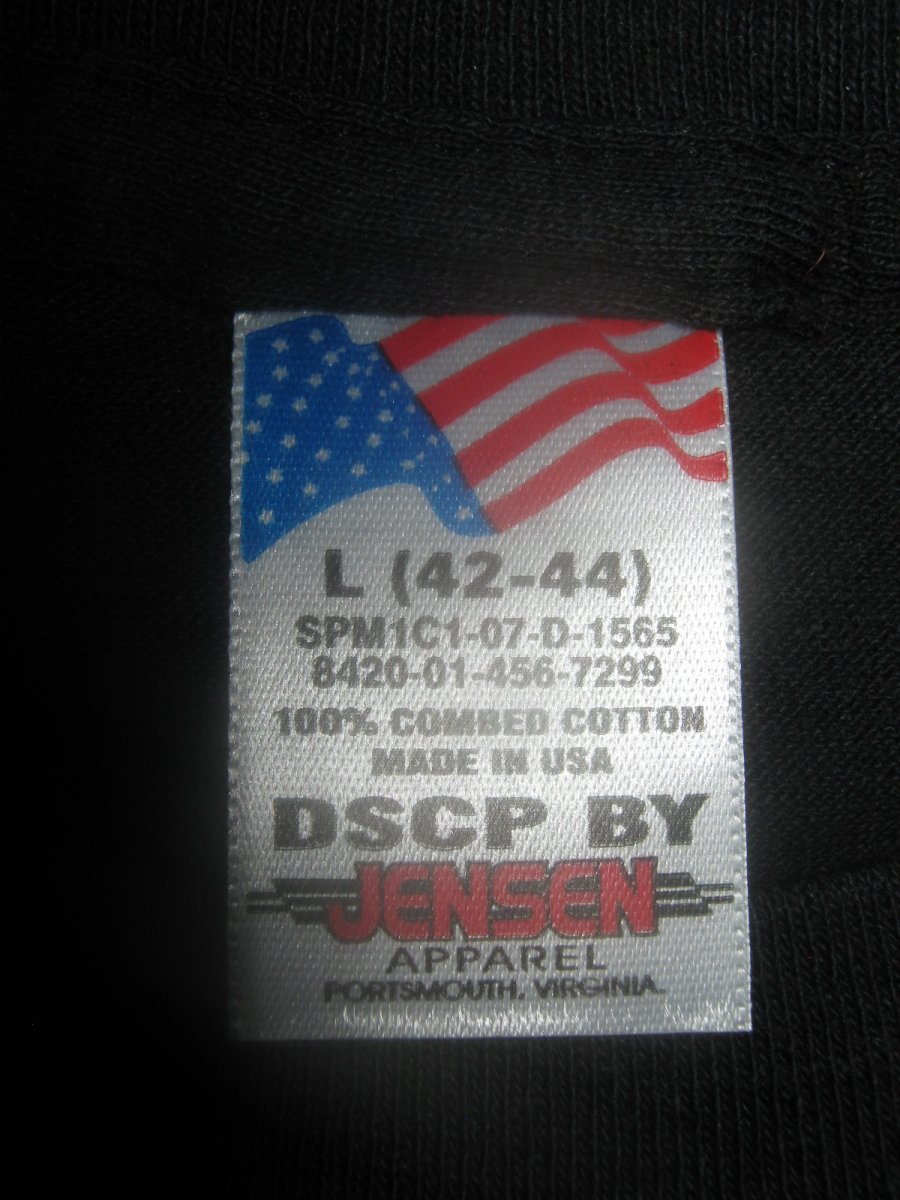 L (42-44)
SPM1C1-07-D-1565
8420-01-456-7299
100% COMBED COTTON
MADE IN USA
DSCP BY
JENSEN
APPAREL
PORTSMOUTH, VIRGINIA.